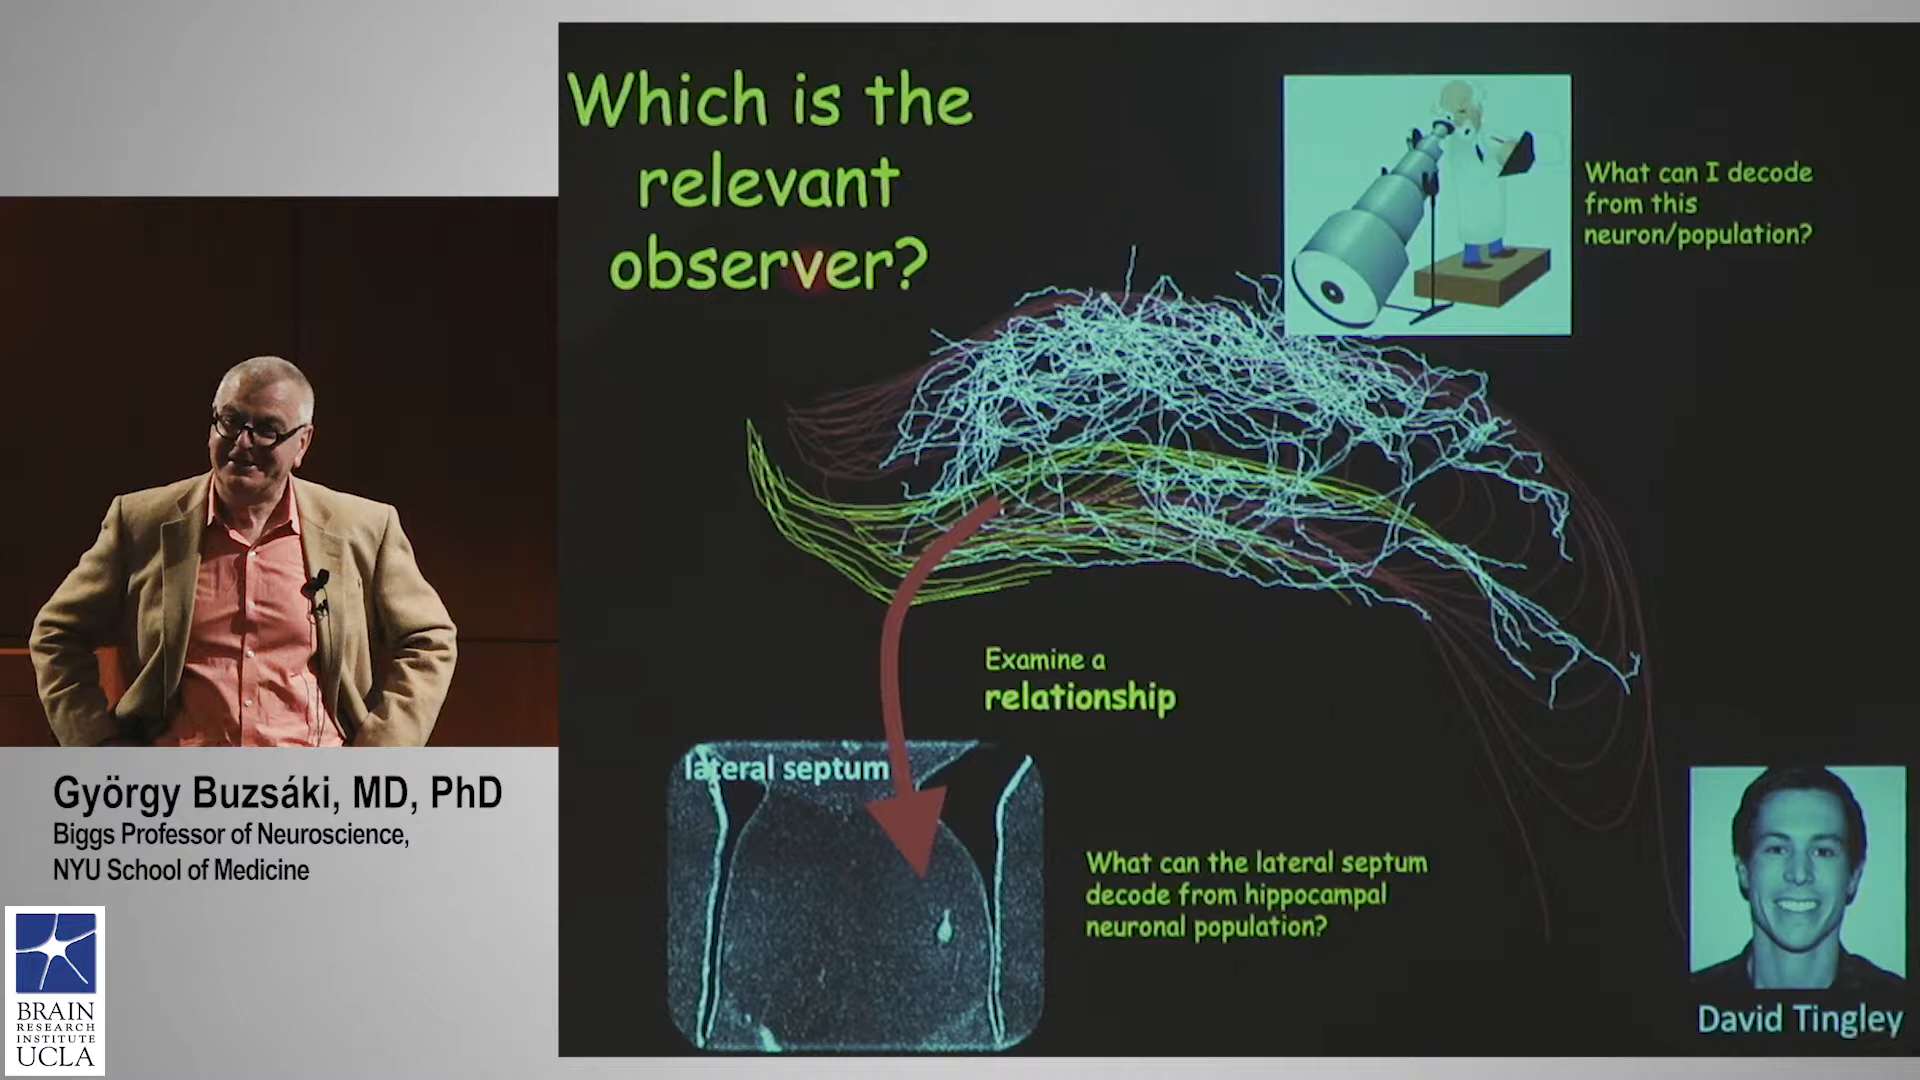 Which is the
relevant
observer?
What can I decode
from this
neuron/population?
Examine a
relationship
lateral septum
What can the lateral septum
decode from hippocampal
neuronal population?
David Tingley
György Buzsáki, MD, PhD
Biggs Professor of Neuroscience,
NYU School of Medicine
BRAIN
RESEARCH
INSTITUTE
UCLA